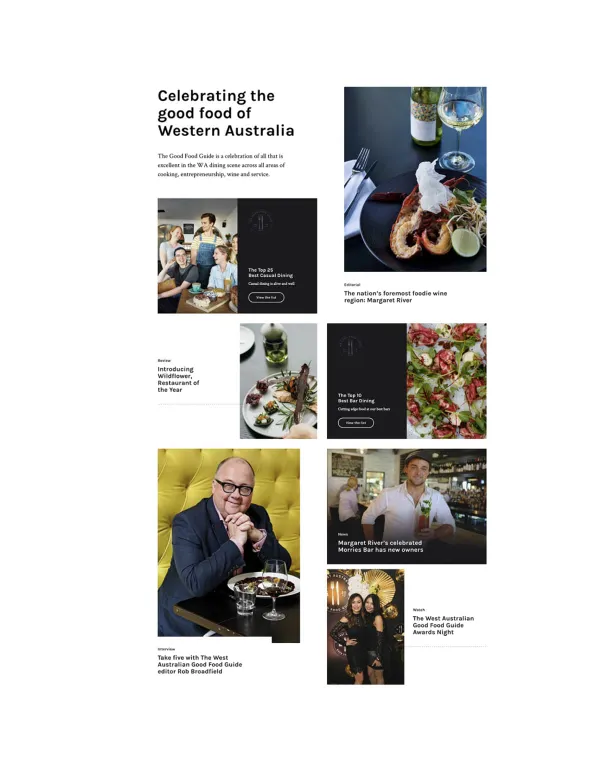 Celebrating the
good food of
Western Australia
The Good Food Guide is a celebration of all that is
excellent in the WA dining scene across all areas of
cooking, entrepreneurship, wine and service.
The Top 25
Best Casual Dining
Casual dining is alive and well
View the list
Editorial
The nation's foremost foodie wine
region: Margaret River
Review
Introducing
Wildflower,
Restaurant of
the Year
The Top 10
Best Bar Dining
Cutting edge food at our best bars
View the list
News
Margaret River's celebrated
Morries Bar has new owners
Interview
Take five with The West
Australian Good Food Guide
editor Rob Broadfield
Watch
The West Australian
Good Food Guide
Awards Night